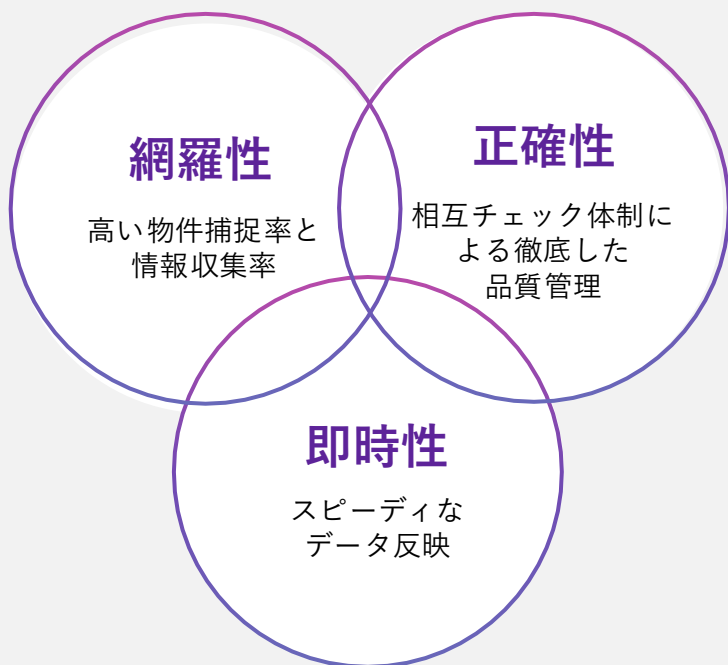 網羅性
高い物件捕捉率と
情報収集率
正確性
相互チェック体制に
よる徹底した
品質管理
即時性
スピーディな
データ反映